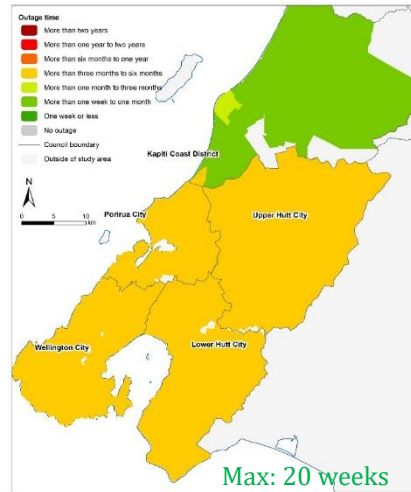 Outage time
More than two years
More than one year to two years
More than six months to one year
More than three months to six months
More than one month to three months
More than one week to one month
One week or less
No outage
Council boundary
Outside of study area
N
0 5 10
km
Kapiti Coast District
Porirua City
Upper Hutt City
Wellington City
Lower Hutt City
Max: 20 weeks